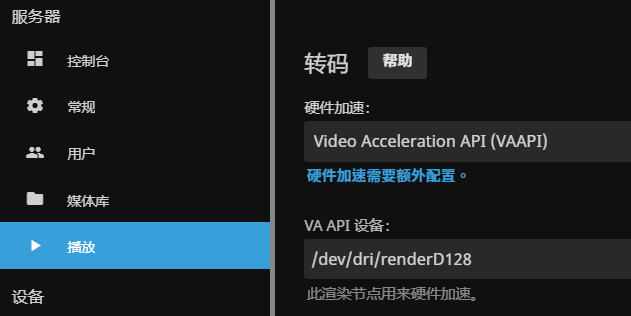 服务器
控制台
常规
用户
媒体库
播放
设备
转码
帮助
硬件加速：
Video Acceleration API (VAAPI)
硬件加速需要额外配置。
VA API 设备：
/dev/dri/renderD128
此渲染节点用来硬件加速。